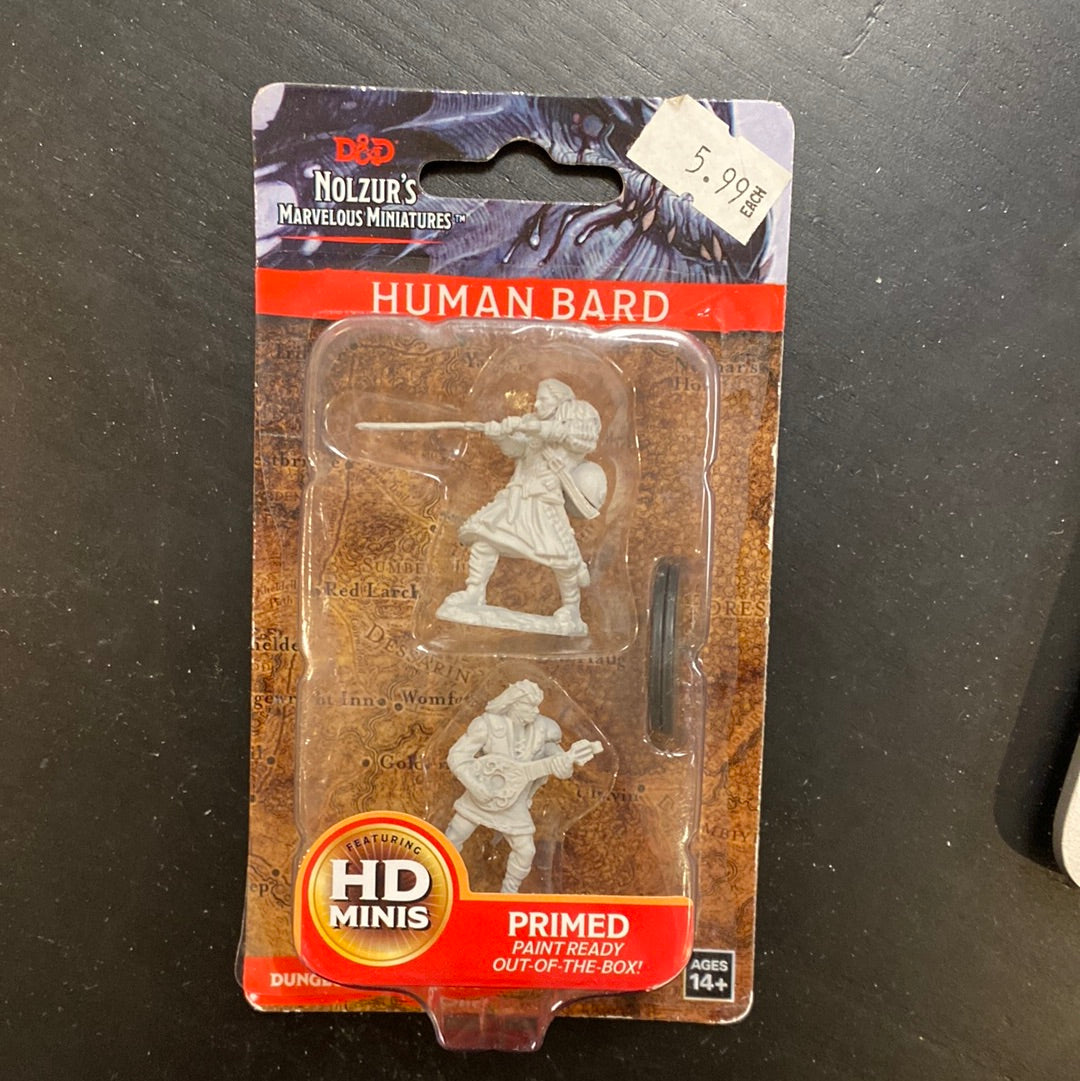 D&D
NOLZUR'S
MARVELOUS MINIATURES™
5.99
EACH
HUMAN BARD
Red Larch
Inn
FEATURING
HD
MINIS
PRIMED
PAINT READY
OUT-OF-THE-BOX!
AGES
14+